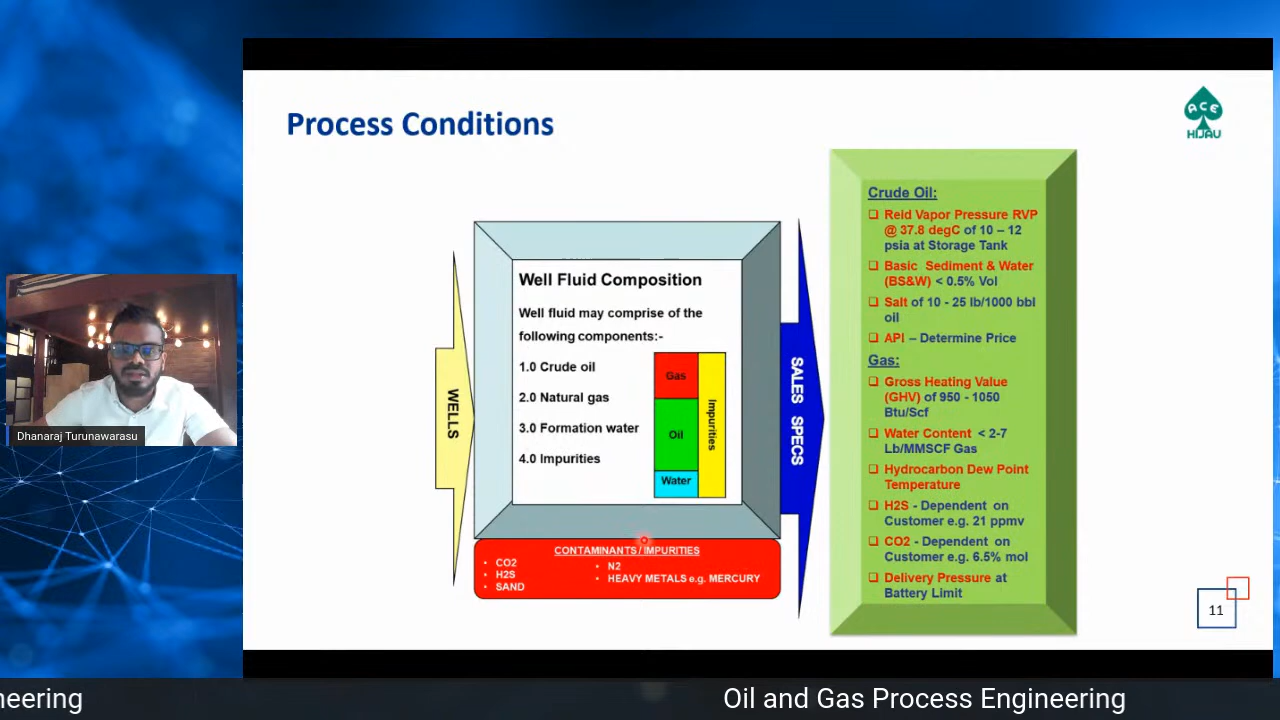 Process Conditions
ACE
HIJAU
WELLS
Well Fluid Composition
Well fluid may comprise of the
following components:-
1.0 Crude oil
2.0 Natural gas
3.0 Formation water
4.0 Impurities
Gas
Oil
Water
Impurities
CONTAMINANTS / IMPURITIES
• CO2
• H2S
• SAND
• N2
• HEAVY METALS e.g. MERCURY
SALES SPECS
Crude Oil:
❑ Reid Vapor Pressure RVP
@ 37.8 degC of 10 – 12
psia at Storage Tank
❑ Basic Sediment & Water
(BS&W) < 0.5% Vol
❑ Salt of 10 - 25 lb/1000 bbl
oil
❑ API – Determine Price
Gas:
❑ Gross Heating Value
(GHV) of 950 - 1050
Btu/Scf
❑ Water Content < 2-7
Lb/MMSCF Gas
❑ Hydrocarbon Dew Point
Temperature
❑ H2S - Dependent on
Customer e.g. 21 ppmv
❑ CO2 - Dependent on
Customer e.g. 6.5% mol
❑ Delivery Pressure at
Battery Limit
11
Dhanaraj Turunawarasu
neering
Oil and Gas Process Engineering